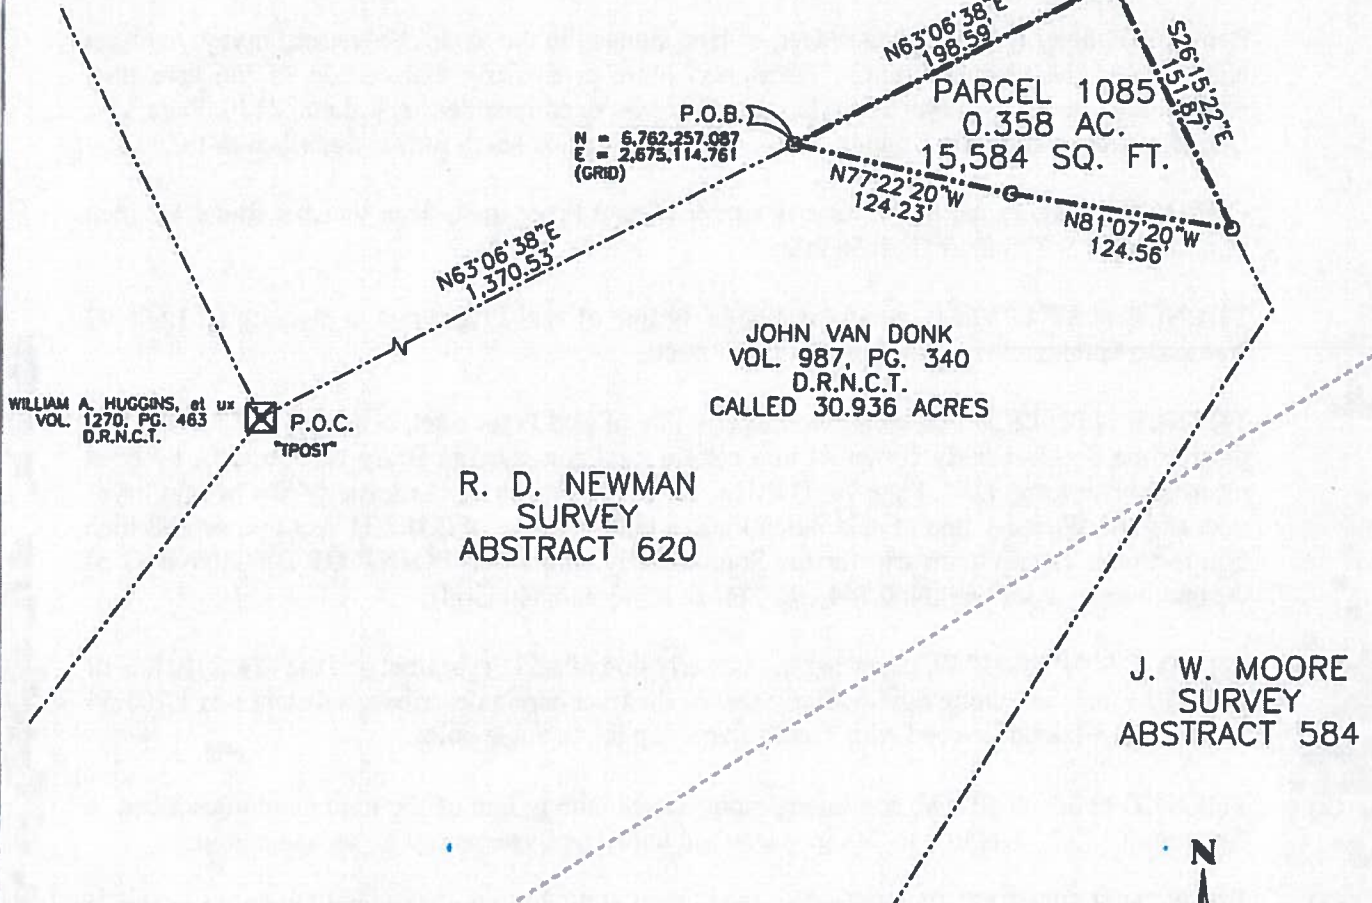 N63°06'38"E
198.59'
S26°15'22"E
151.87'
PARCEL 1085
0.358 AC.
15,584 SQ. FT.
P.O.B.
N = 6,762,257.087
E = 2,675,114.761
(GRID)
N77°22'20"W
124.23'
N81°07'20"W
124.56'
N63°06'38"E
1,370.53'
JOHN VAN DONK
VOL. 987, PG. 340
D.R.N.C.T.
CALLED 30.936 ACRES
WILLIAM A. HUGGINS, et ux
VOL. 1270, PG. 463
D.R.N.C.T.
P.O.C.
"TPOST"
R. D. NEWMAN
SURVEY
ABSTRACT 620
J. W. MOORE
SURVEY
ABSTRACT 584
N